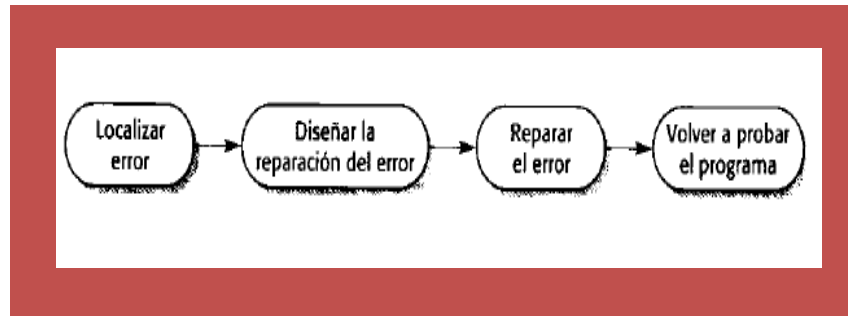 Localizar
error
Diseñar la
reparación del error
Reparar
el error
Volver a probar
el programa